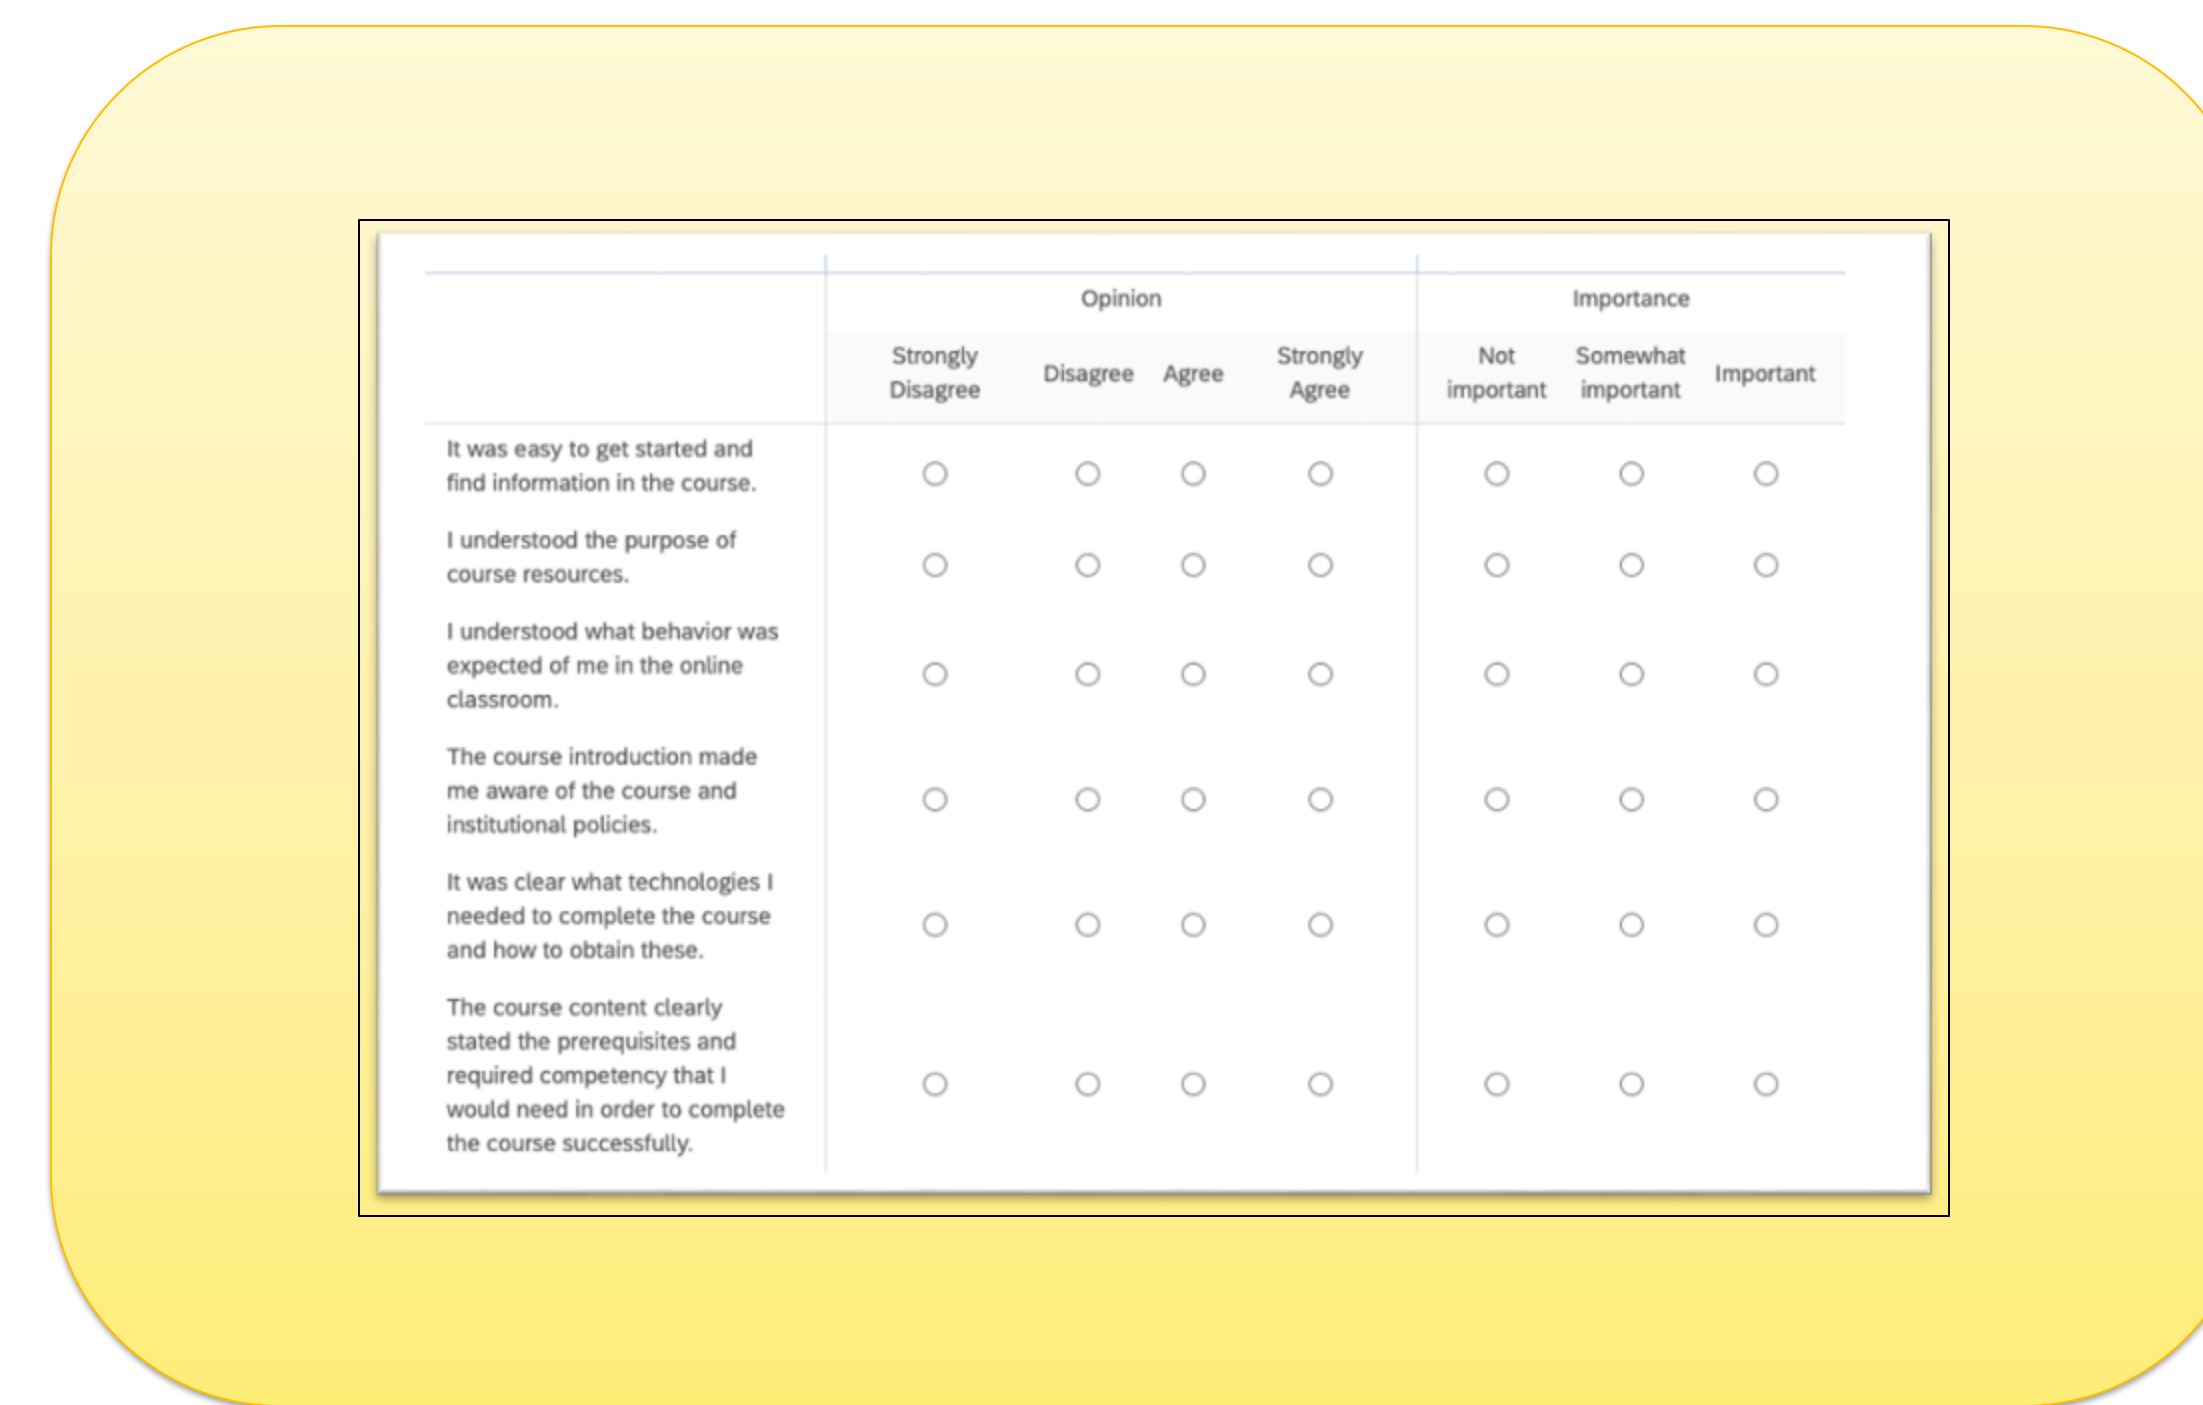 Opinion
Importance
Strongly Disagree
Disagree
Agree
Strongly Agree
Not important
Somewhat important
Important
It was easy to get started and
find information in the course.
I understood the purpose of
course resources.
I understood what behavior was
expected of me in the online
classroom.
The course introduction made
me aware of the course and
institutional policies.
It was clear what technologies I
needed to complete the course
and how to obtain these.
The course content clearly
stated the prerequisites and
required competency that I
would need in order to complete
the course successfully.